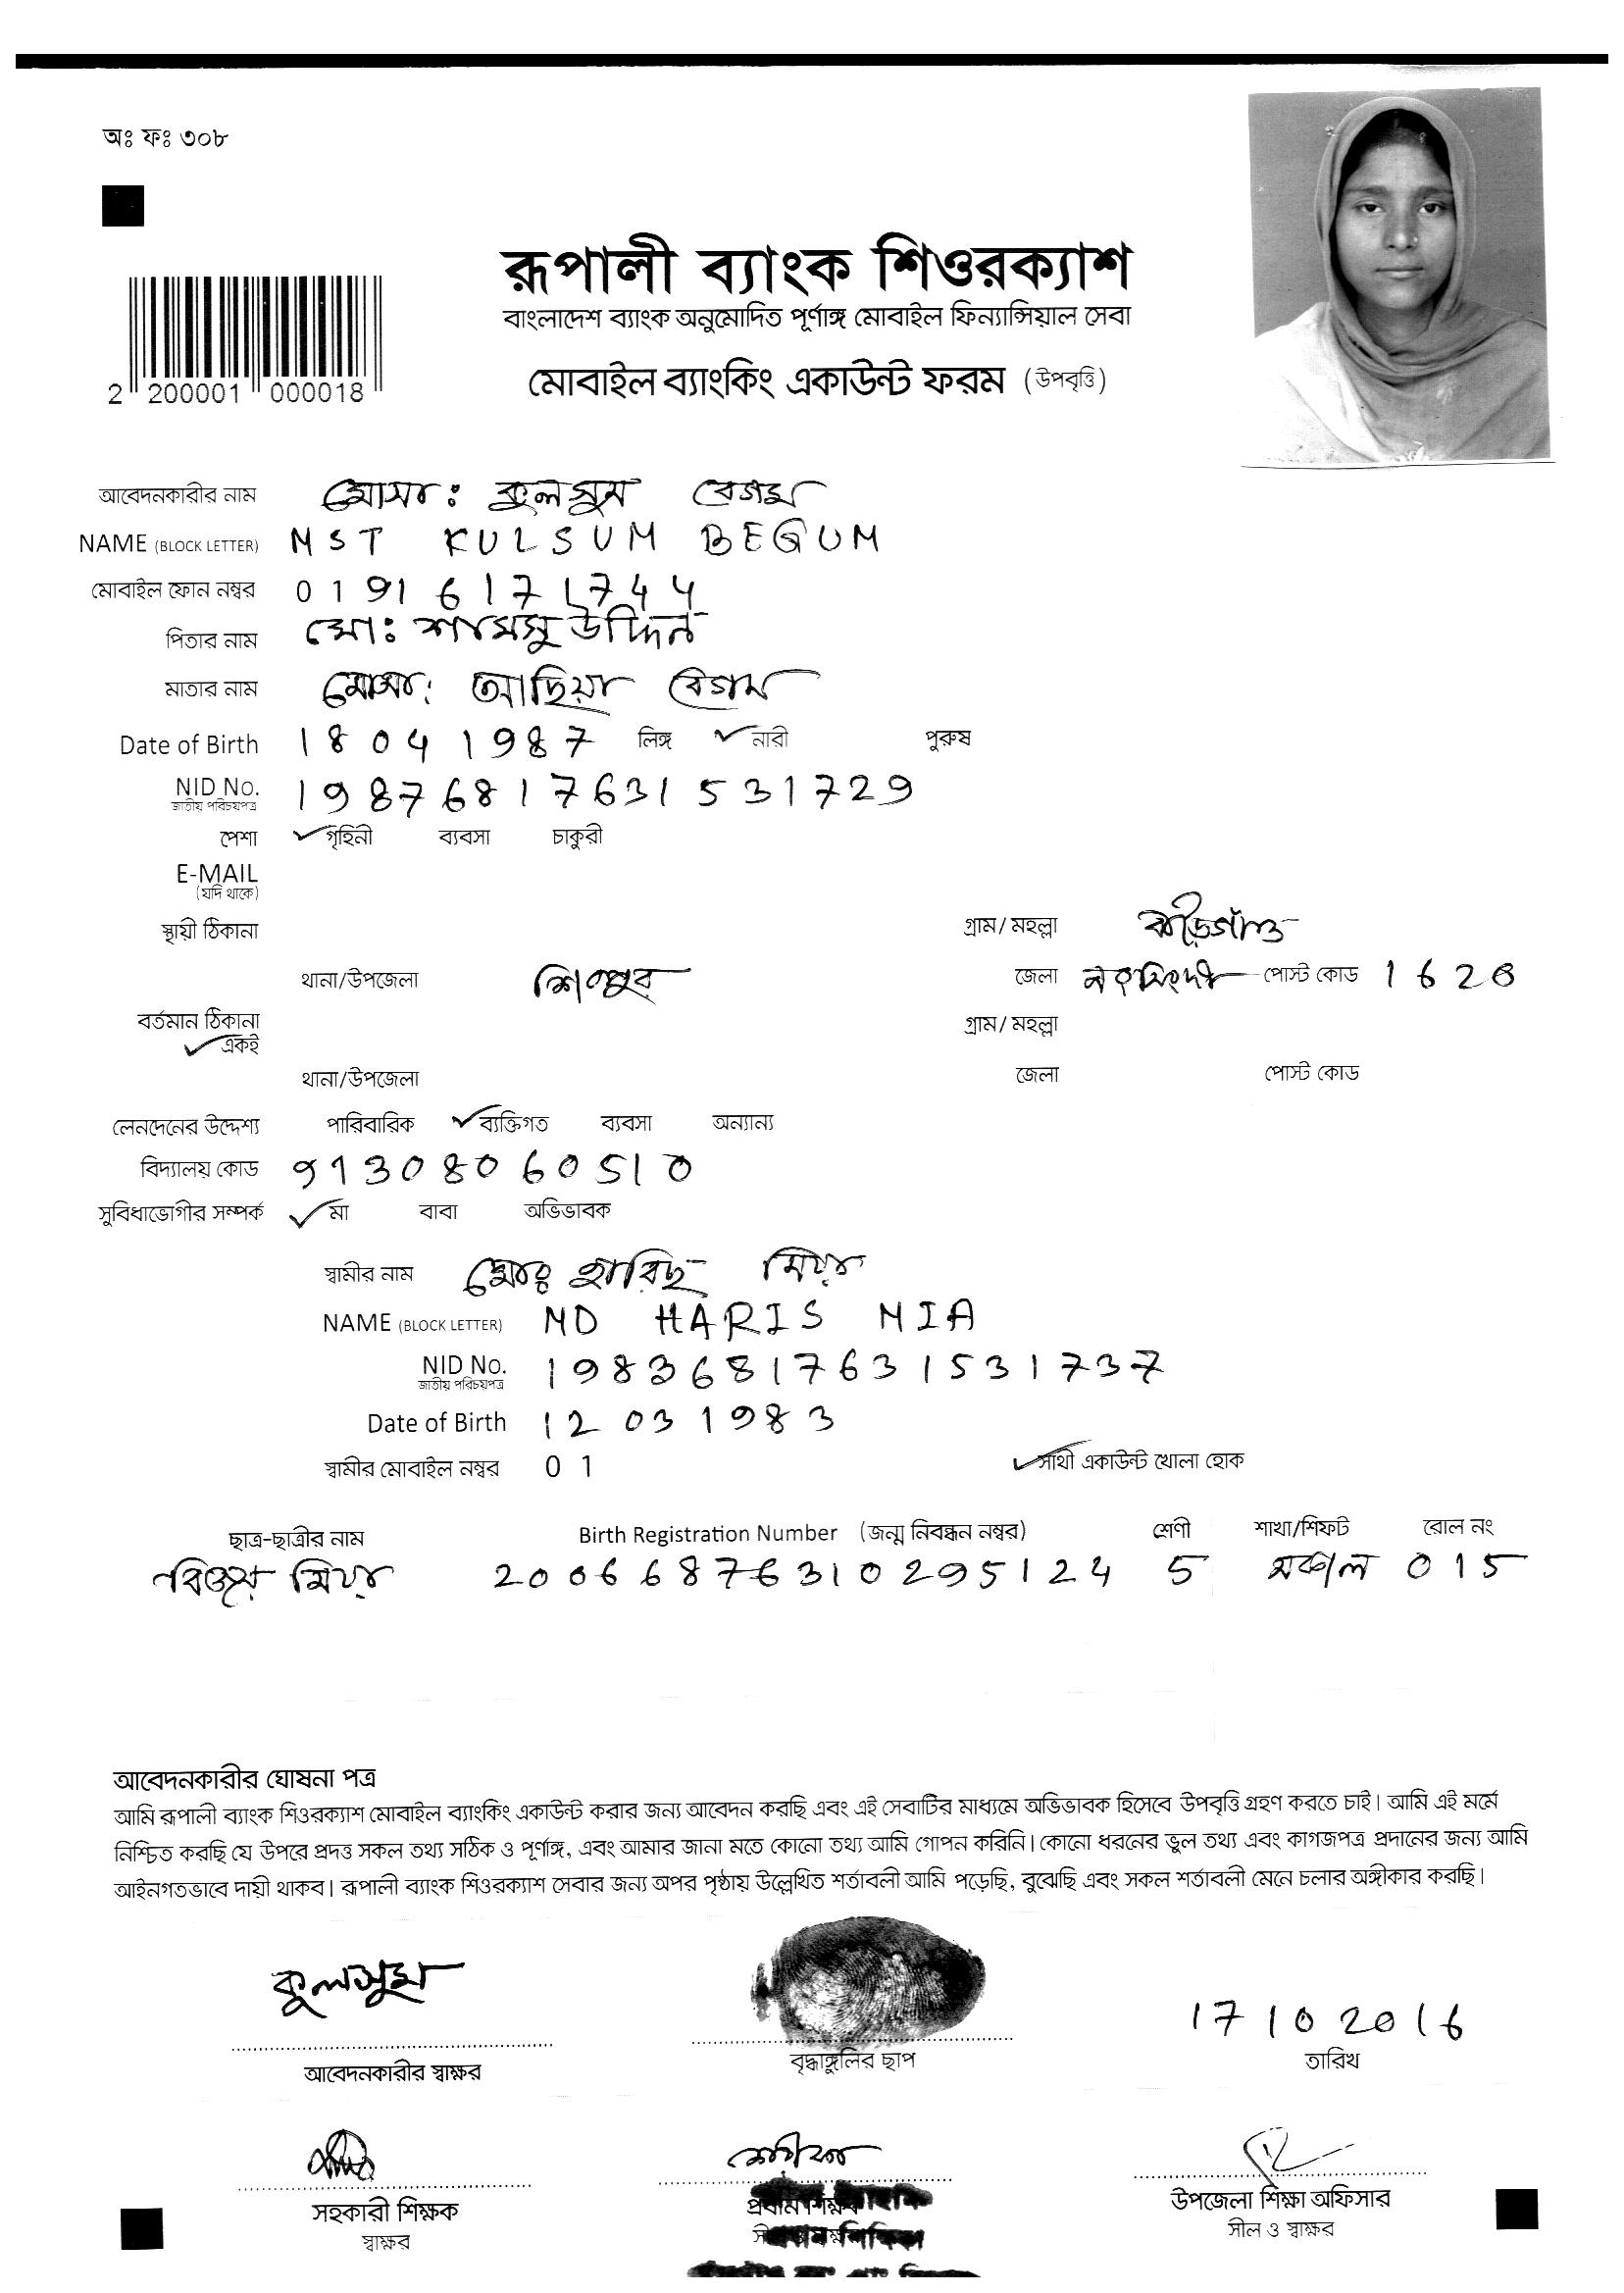 অঃ ফঃ ৩০৮
রূপালী ব্যাংক শিওরক্যাশ
বাংলাদেশ ব্যাংক অনুমোদিত পূর্ণাঙ্গ মোবাইল ফিন্যান্সিয়াল সেবা
মোবাইল ব্যাংকিং একাউন্ট ফরম (উপবৃত্তি)
2 200001 000018
আবেদনকারীর নাম মোসাঃ কুলসুম বেগম
NAME (BLOCK LETTER) MST KULSUM BEGUM
মোবাইল ফোন নম্বর 01916171744
পিতার নাম মো: শামসুউদ্দিন
মাতার নাম মোসা: আছিয়া বেগম
Date of Birth 18041987 লিঙ্গ নারী পুরুষ
NID No. 19876817631531729
জাতীয় পরিচয়পত্র
পেশা গৃহিনী ব্যবসা চাকুরী
E-MAIL
(যদি থাকে)
স্থায়ী ঠিকানা গ্রাম/ মহল্লা
থানা/উপজেলা শিবপুর জেলা নরসিংদী পোস্ট কোড 1620
বর্তমান ঠিকানা গ্রাম/ মহল্লা
একই
থানা/উপজেলা জেলা পোস্ট কোড
লেনদেনের উদ্দেশ্য পারিবারিক ব্যক্তিগত ব্যবসা অন্যান্য
বিদ্যালয় কোড 91308060510
সুবিধাভোগীর সম্পর্ক মা বাবা অভিভাবক
স্বামীর নাম মোঃ হারিছ মিয়া
NAME (BLOCK LETTER) MD HARIS MIA
NID No. 19836817631531737
জাতীয় পরিচয়পত্র
Date of Birth 12031983
স্বামীর মোবাইল নম্বর 01 সাথী একাউন্ট খোলা হোক
ছাত্র-ছাত্রীর নাম Birth Registration Number (জন্ম নিবন্ধন নম্বর) শ্রেণী শাখা/শিফট রোল নং
মিয়া 20066876310295124 5 সকাল 015
আবেদনকারীর ঘোষনা পত্র
আমি রূপালী ব্যাংক শিওরক্যাশ মোবাইল ব্যাংকিং একাউন্ট করার জন্য আবেদন করছি এবং এই সেবাটির মাধ্যমে অভিভাবক হিসেবে উপবৃত্তি গ্রহণ করতে চাই। আমি এই মর্মে
নিশ্চিত করছি যে উপরে প্রদত্ত সকল তথ্য সঠিক ও পূর্ণাঙ্গ, এবং আমার জানা মতে কোনো তথ্য আমি গোপন করিনি। কোনো ধরনের ভুল তথ্য এবং কাগজপত্র প্রদানের জন্য আমি
আইনগতভাবে দায়ী থাকব। রূপালী ব্যাংক শিওরক্যাশ সেবার জন্য অপর পৃষ্ঠায় উল্লেখিত শর্তাবলী আমি পড়েছি, বুঝেছি এবং সকল শর্তাবলী মেনে চলার অঙ্গীকার করছি।
কুলসুম 17102016
আবেদনকারীর স্বাক্ষর বৃদ্ধাঙ্গুলির ছাপ তারিখ
সহকারী শিক্ষক প্রধান শিক্ষক উপজেলা শিক্ষা অফিসার
স্বাক্ষর সীল ও স্বাক্ষর